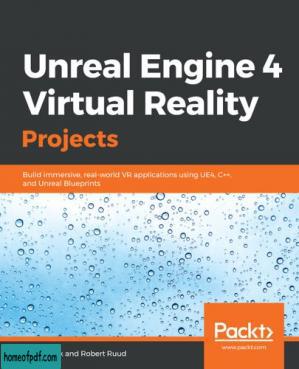 Unreal Engine 4
Virtual Reality
Projects
Build immersive, real-world VR applications using UE4, C++,
and Unreal Blueprints
Packt>
www.packt.com
and Robert Ruud
homeofpdf.com